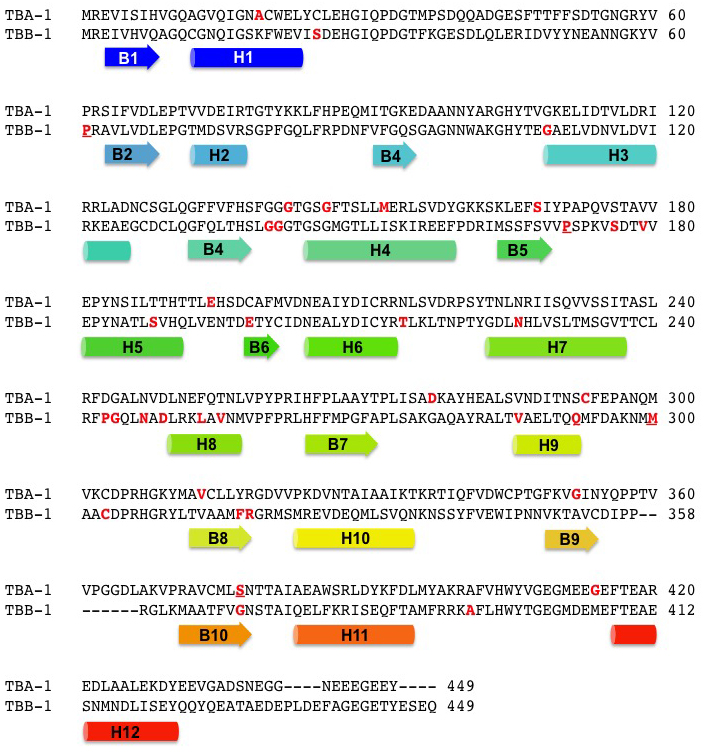 TBA-1 MREVISIHVGQAGVQIGNACWELYCLEHGIQPDGTMPSDQQADGESFTTFFSDTGNGRYV 60
TBB-1 MREIVHVQAGQCGNQIGSKFWEVISDEHGIQPDGTFKGESDLQLERIDVYYNEANNGKYV 60
B1 H1
TBA-1 PRSIFVDLEPTVVDEIRTGTYKKLFHPEQMITGKEDAANNYARGHYTVGKELIDTVLDRI 120
TBB-1 PRAVLVDLEPGTMDSVRSGPFGQLFRPDNFVFGQSGAGNNWAKGHYTEGAELVDNVLDVI 120
B2 H2 B4 H3
TBA-1 RRLADNCSGLQGFFVFHSFGGGTGSGFTSLLMERLSVDYGKKSKLEFSIYPAPQVSTAVV 180
TBB-1 RKEAEGCDCLQGFQLTHSLGGGTGSGMGTLLISKIREEFPDRIMSSFSVVPSPKVSDTVV 180
B4 H4 B5
TBA-1 EPYNSILTTHTTLEHSDCAFMVDNEAIYDICRRNLSVDRPSYTNLNRIISQVVSSITASL 240
TBB-1 EPYNATLSVHQLVENTDETYCIDNEALYDICYRTLKLTNPTYGDLNHLVSLTMSGVTTCL 240
H5 B6 H6 H7
TBA-1 RFDGALNVDLNEFQTNLVPYPRIHFPLAAYTPLISADKAYHEALSVNDITNSCFEPANQM 300
TBB-1 RFPGQLNADLRKLAVNMVPFPRLHFFMPGFAPLSAKGAQAYRALTVAELTQQMFDAKNMM 300
H8 B7 H9
TBA-1 VKCDPRHGKYMAVCLLYRGDVVPKDVNTAIAAIKTKRTIQFVDWCPTGFKVGINYQPPTV 360
TBB-1 AACDPRHGRYLTVAAMFRGRMSMREVDEQMLSVQNKNSSYFVEWIPNNVKTAVCDIPP-- 358
B8 H10 B9
TBA-1 VPGGDLAKVPRAVCMLSNTTAIAEAWSRLDYKFDLMYAKRAFVHWYVGEGMEEGEFTEAR 420
TBB-1 ------RGLKMAATFVGNSTAIQELFKRISEQFTAMFRRKAFLHWYTGEGMDEMEFTEAE 412
B10 H11
TBA-1 EDLAALEKDYEEVGADSNEGG----NEEEGEEY---- 449
TBB-1 SNMNDLISEYQQYQEATAEDEPLDEFAGEGETYESEQ 449
H12